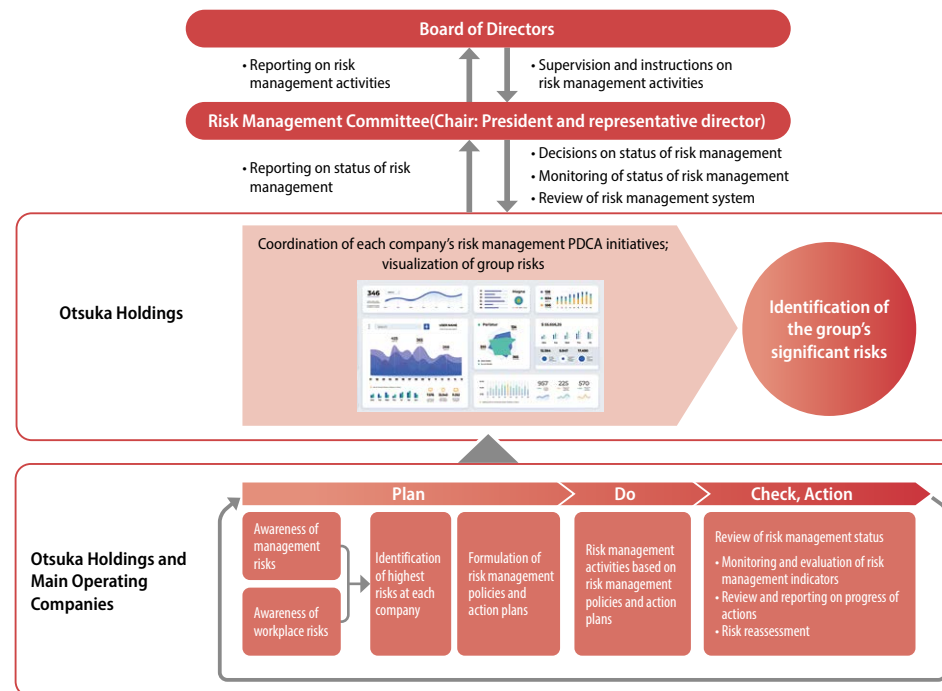 Board of Directors
• Reporting on risk
management activities
• Supervision and instructions on
risk management activities
Risk Management Committee(Chair: President and representative director)
• Reporting on status of risk
management
• Decisions on status of risk management
• Monitoring of status of risk management
• Review of risk management system
Otsuka Holdings
Coordination of each company's risk management PDCA initiatives;
visualization of group risks
346
957
225
570
Identification of
the group's
significant risks
Otsuka Holdings and
Main Operating
Companies
Plan
Do
Check, Action
Awareness of
management
risks
Awareness of
workplace risks
Identification
of highest
risks at each
company
Formulation of
risk management
policies and
action plans
Risk management
activities based on
risk management
policies and action
plans
Review of risk management status
• Monitoring and evaluation of risk
management indicators
• Review and reporting on progress of
actions
• Risk reassessment